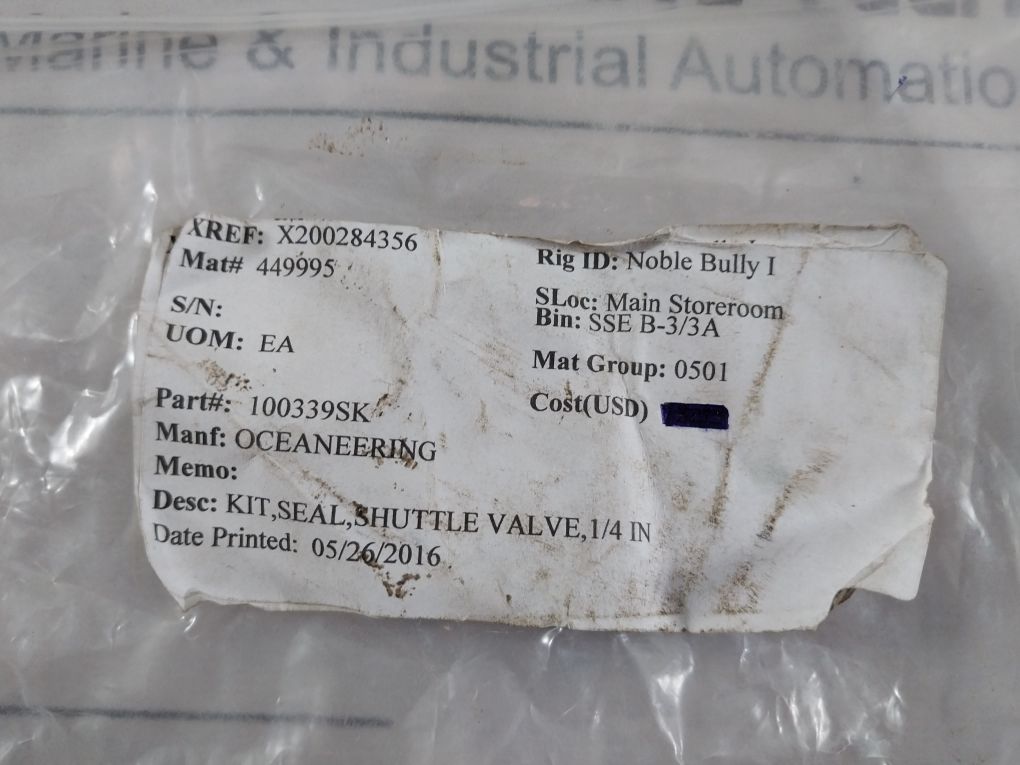 Marine & Industrial Automatio
XREF: X200284356
Mat# 449995
S/N:
UOM: EA
Part#: 100339SK
Manf: OCEANEERING
Memo:
Desc: KIT,SEAL,SHUTTLE VALVE,1/4 IN
Date Printed: 05/26/2016
Rig ID: Noble Bully I
SLoc: Main Storeroom
Bin: SSE B-3/3A
Mat Group: 0501
Cost(USD)